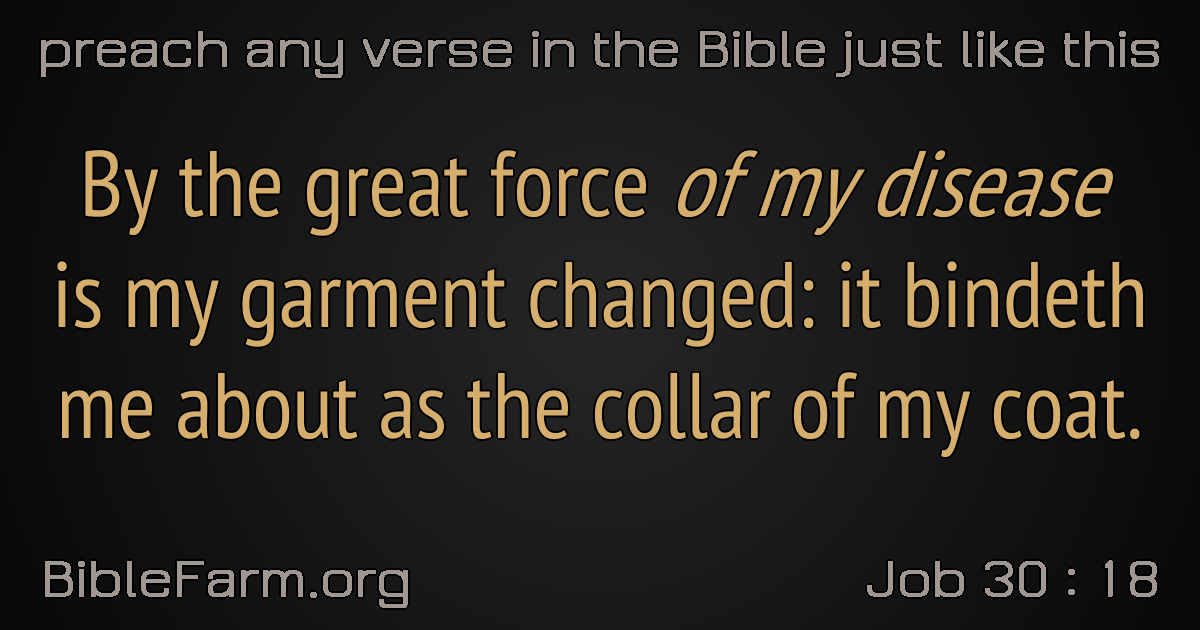 preach any verse in the Bible just like this
By the great force of my disease
is my garment changed: it bindeth
me about as the collar of my coat.
BibleFarm.org
Job 30 : 18